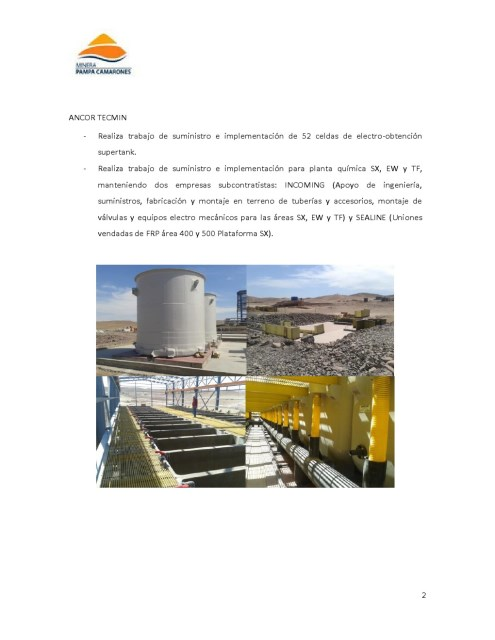 MINERA
PAMPA CAMARONES
ANCOR TECMIN
- Realiza trabajo de suministro e implementación de 52 celdas de electro-obtención
supertank.
- Realiza trabajo de suministro e implementación para planta química SX, EW y TF,
manteniendo dos empresas subcontratistas: INCOMING (Apoyo de ingeniería,
suministros, fabricación y montaje en terreno de tuberías y accesorios, montaje de
válvulas y equipos electro mecánicos para las áreas SX, EW y TF) y SEALINE (Uniones
vendadas de FRP área 400 y 500 Plataforma SX).
2